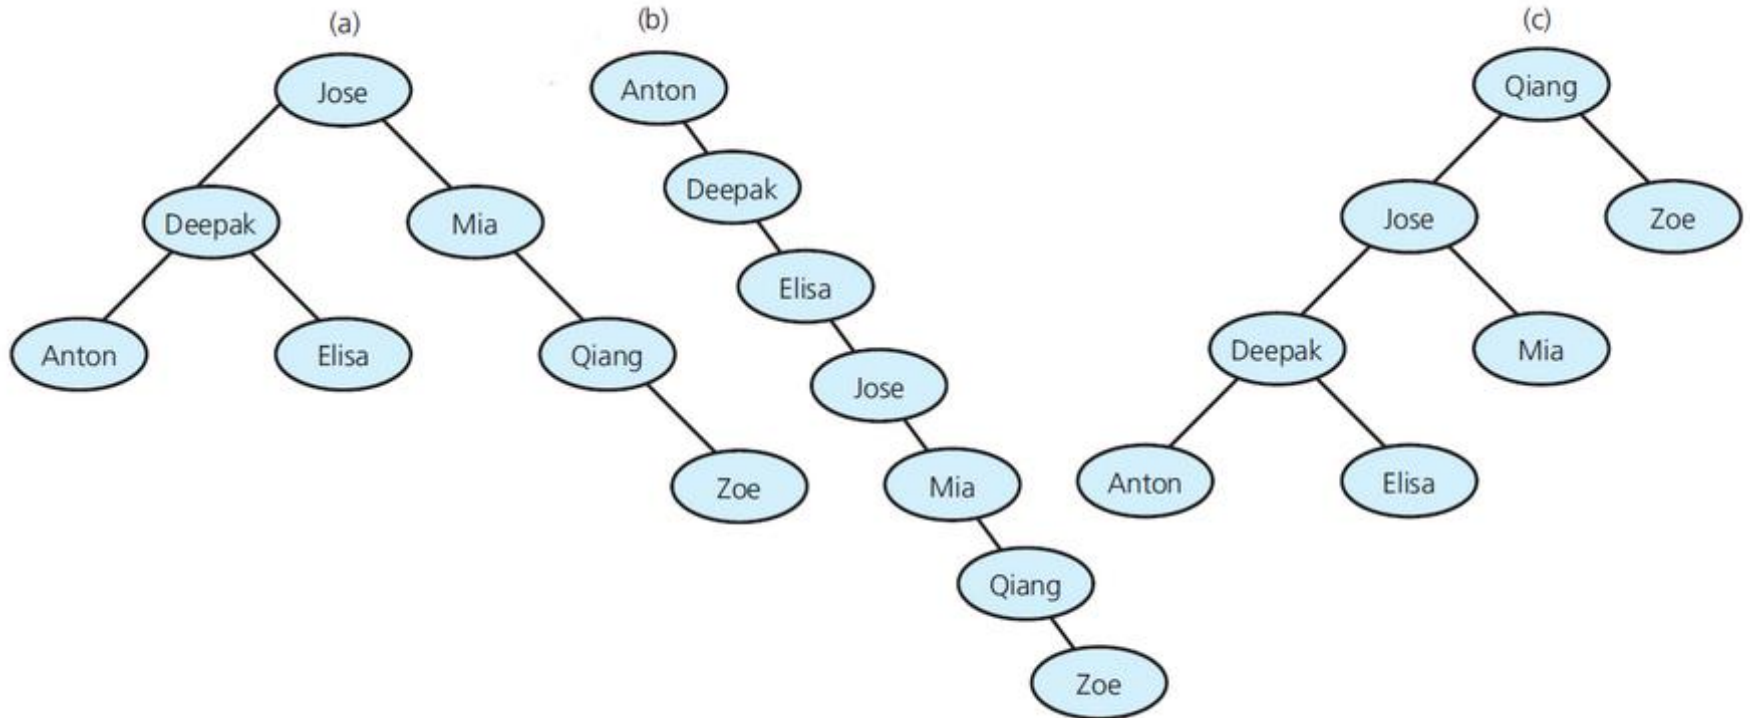 (a)
(b)
(c)
Jose
Deepak
Mia
Anton
Elisa
Qiang
Zoe
Anton
Deepak
Elisa
Jose
Mia
Qiang
Zoe
Qiang
Jose
Zoe
Deepak
Mia
Anton
Elisa